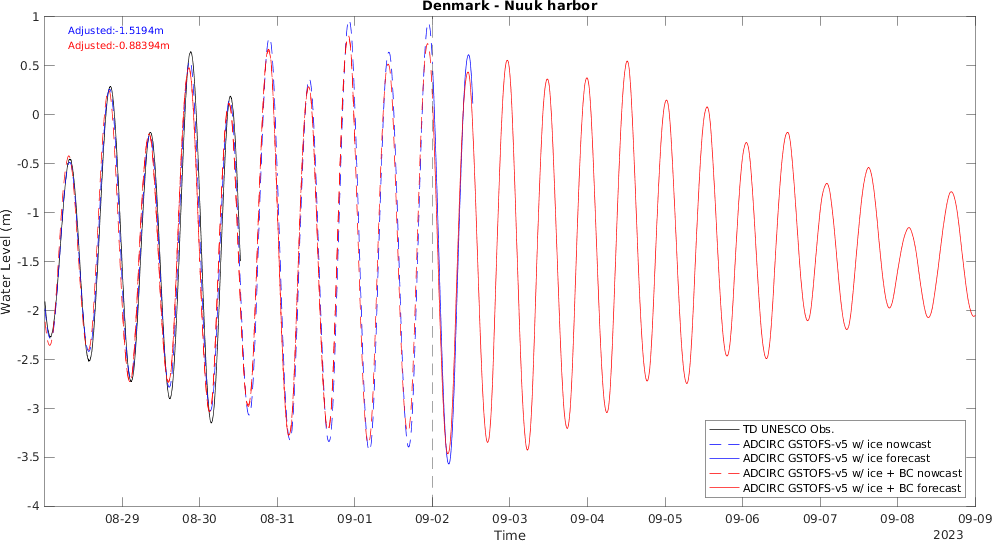 Denmark - Nuuk harbor
Adjusted:-1.5194m
Adjusted:-0.88394m
1
0.5
0
-0.5
-1
-1.5
-2
-2.5
-3
-3.5
-4
Water Level (m)
TD UNESCO Obs.
ADCIRC GSTOFS-v5 w/ ice nowcast
ADCIRC GSTOFS-v5 w/ ice forecast
ADCIRC GSTOFS-v5 w/ ice + BC nowcast
ADCIRC GSTOFS-v5 w/ ice + BC forecast
08-29 08-30 08-31 09-01 09-02 09-03 09-04 09-05 09-06 09-07 09-08 09-09
Time
2023